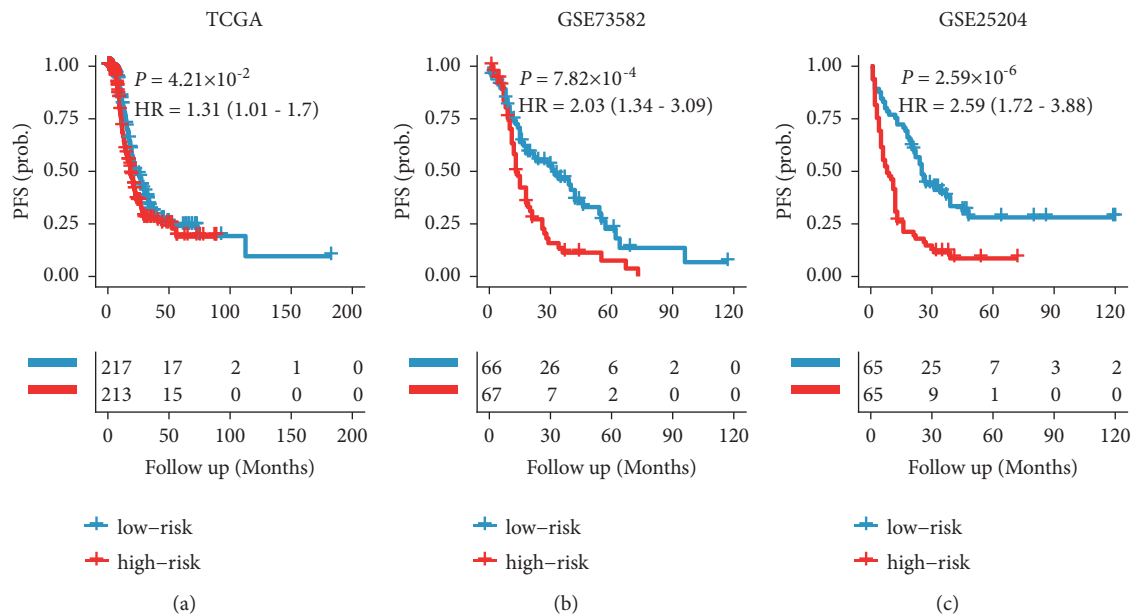 TCGA
PFS (prob.)
1.00
0.75
0.50
0.25
0.00
P = 4.21×10⁻²
HR = 1.31 (1.01 - 1.7)
0 50 100 150 200
217 17 2 1 0
213 15 0 0 0
0 50 100 150 200
Follow up (Months)
low−risk
high−risk
(a)
GSE73582
PFS (prob.)
1.00
0.75
0.50
0.25
0.00
P = 7.82×10⁻⁴
HR = 2.03 (1.34 - 3.09)
0 30 60 90 120
66 26 6 2 0
67 7 2 0 0
0 30 60 90 120
Follow up (Months)
low−risk
high−risk
(b)
GSE25204
PFS (prob.)
1.00
0.75
0.50
0.25
0.00
P = 2.59×10⁻⁶
HR = 2.59 (1.72 - 3.88)
0 30 60 90 120
65 25 7 3 2
65 9 1 0 0
0 30 60 90 120
Follow up (Months)
low−risk
high−risk
(c)